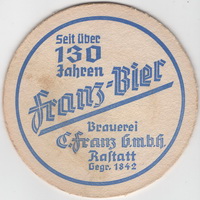 Seit über
130
Jahren
Franz-Bier
Brauerei
C. Franz G.m.b.H.
Rastatt
Gegr. 1842